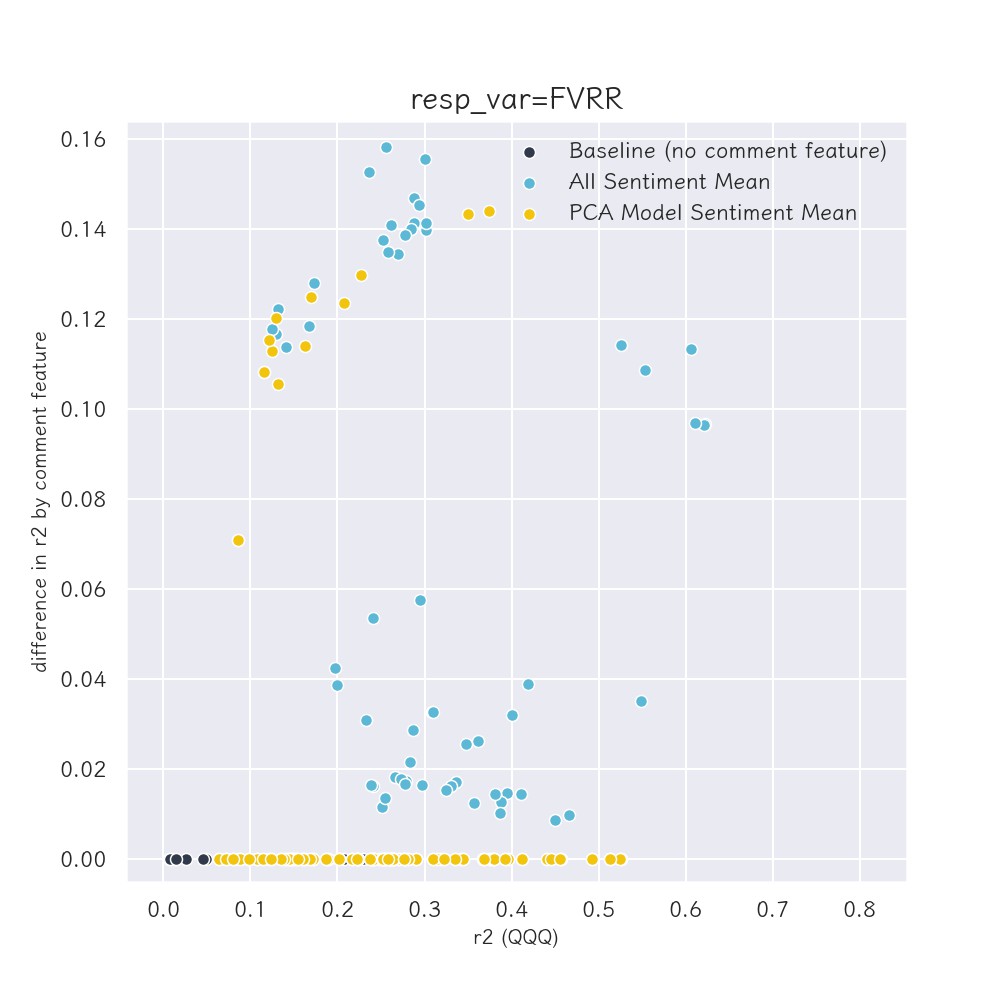 resp_var=FVRR
Baseline (no comment feature)
All Sentiment Mean
PCA Model Sentiment Mean
difference in r2 by comment feature
0.16
0.14
0.12
0.10
0.08
0.06
0.04
0.02
0.00
0.0 0.1 0.2 0.3 0.4 0.5 0.6 0.7 0.8
r2 (QQQ)